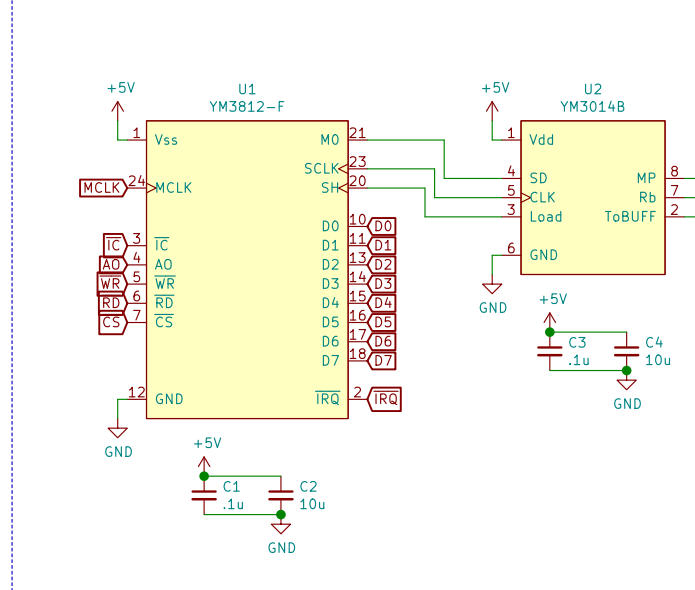 +5V
U1
YM3812-F
1 Vss
MO 21
SCLK 23
24 MCLK MCLK
SH 20
D0 10 D0
3 IC IC
D1 11 D1
4 AO AO
D2 13 D2
5 WR WR
D3 14 D3
6 RD RD
D4 15 D4
7 CS CS
D5 16 D5
D6 17 D6
D7 18 D7
12 GND
IRQ 2 IRQ
GND
+5V
C1
.1u
C2
10u
GND
+5V
U2
YM3014B
1 Vdd
4 SD
MP 8
5 CLK
Rb 7
3 Load
ToBUFF 2
6 GND
GND
+5V
C3
.1u
C4
10u
GND